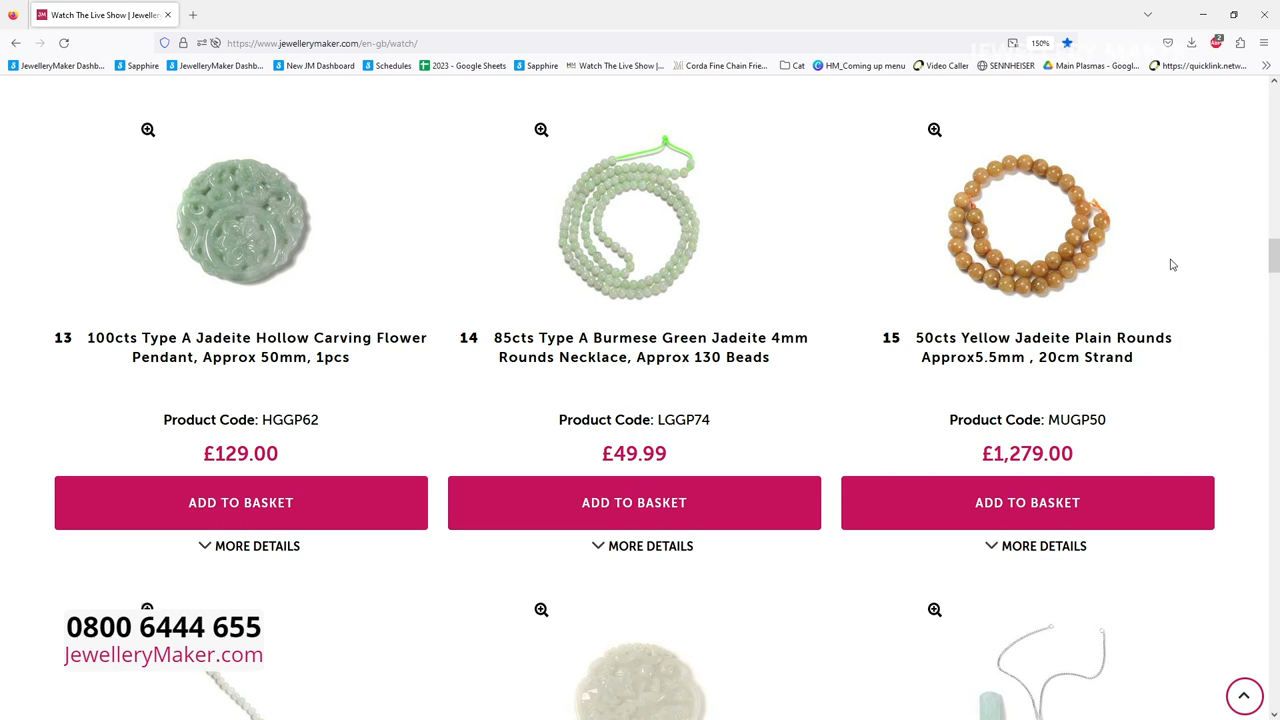 Watch The Live Show | Jeweller
https://www.jewellerymaker.com/en-gb/watch/
150%
2
JewelleryMaker Dashb...
Sapphire
JewelleryMaker Dashb...
New JM Dashboard
Schedules
2023 - Google Sheets
Sapphire
Watch The Live Show |...
Corda Fine Chain Frie...
Cat
HM_Coming up menu
Video Caller
SENNHEISER
Main Plasmas - Googl...
https://quicklink.netw...
13 100cts Type A Jadeite Hollow Carving Flower
Pendant, Approx 50mm, 1pcs
Product Code: HGGP62
£129.00
ADD TO BASKET
MORE DETAILS
14 85cts Type A Burmese Green Jadeite 4mm
Rounds Necklace, Approx 130 Beads
Product Code: LGGP74
£49.99
ADD TO BASKET
MORE DETAILS
15 50cts Yellow Jadeite Plain Rounds
Approx5.5mm , 20cm Strand
Product Code: MUGP50
£1,279.00
ADD TO BASKET
MORE DETAILS
0800 6444 655
JewelleryMaker.com